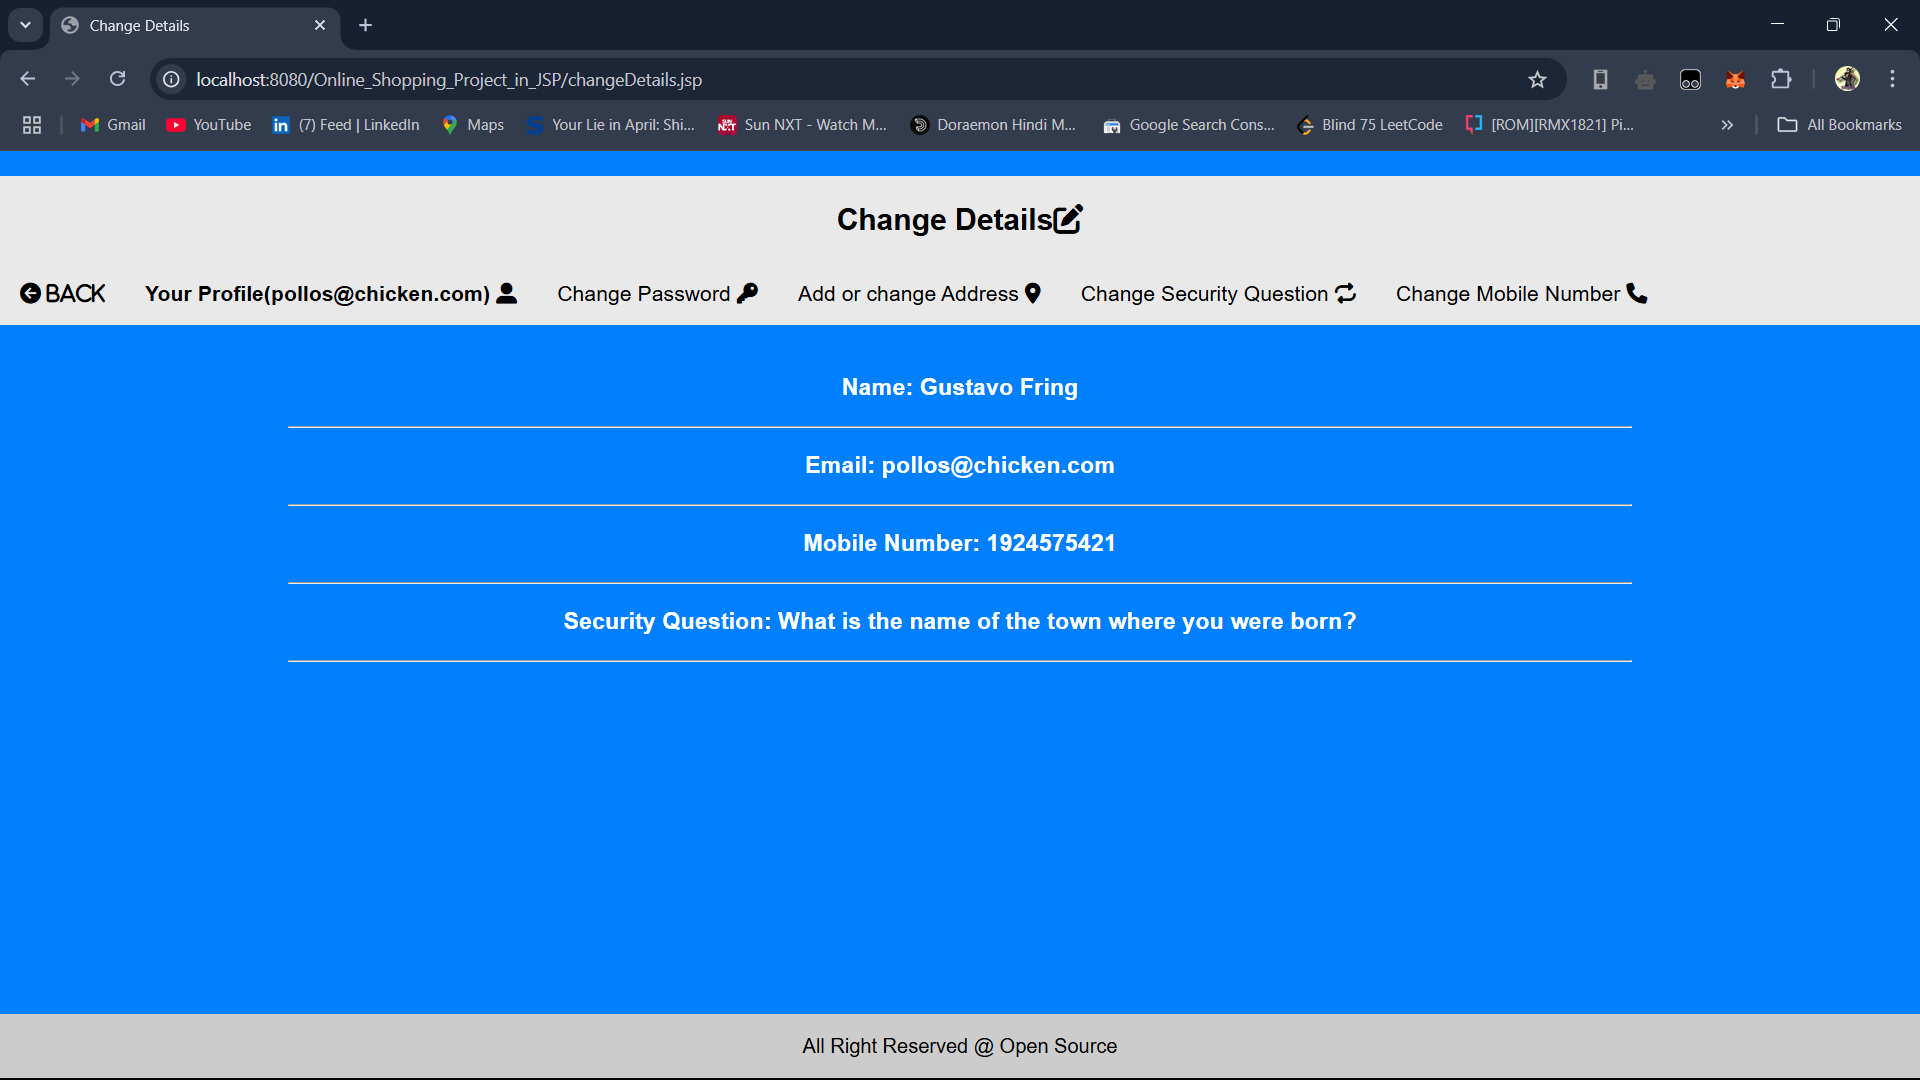 Change Details
localhost:8080/Online_Shopping_Project_in_JSP/changeDetails.jsp
Gmail YouTube (7) Feed | LinkedIn Maps Your Lie in April: Shi... Sun NXT - Watch M... Doraemon Hindi M... Google Search Cons... Blind 75 LeetCode [ROM][RMX1821] Pi... All Bookmarks
Change Details
BACK Your Profile(pollos@chicken.com) Change Password Add or change Address Change Security Question Change Mobile Number
Name: Gustavo Fring
Email: pollos@chicken.com
Mobile Number: 1924575421
Security Question: What is the name of the town where you were born?
All Right Reserved @ Open Source